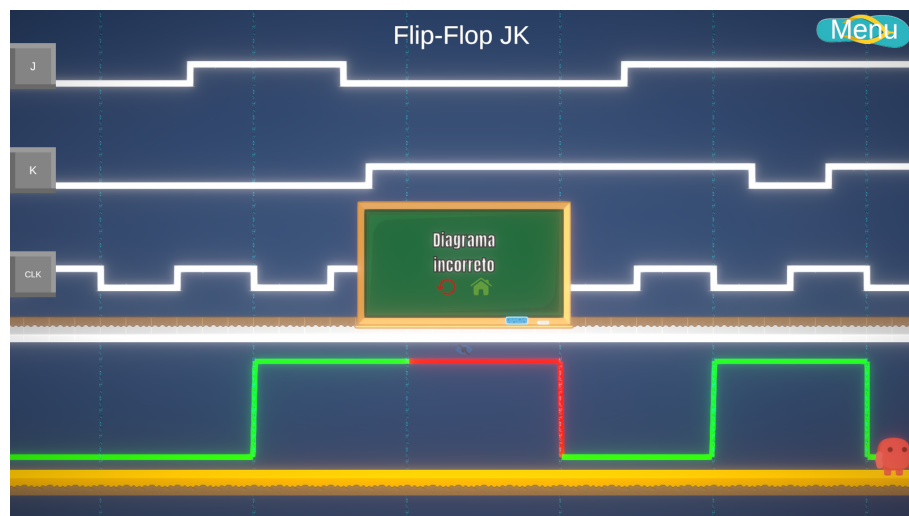 Flip-Flop JK
Menu
J
K
CLK
Diagrama
incorreto